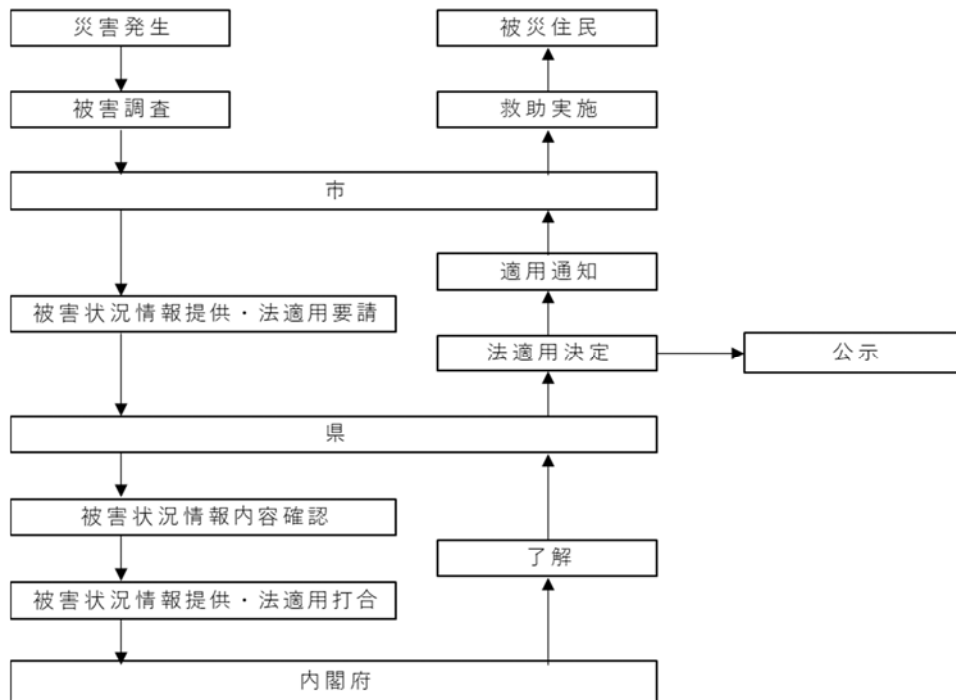 災害発生
被災住民
被害調査
救助実施
市
適用通知
被害状況情報提供・法適用要請
法適用決定
公示
県
被害状況情報内容確認
了解
被害状況情報提供・法適用打合
内閣府